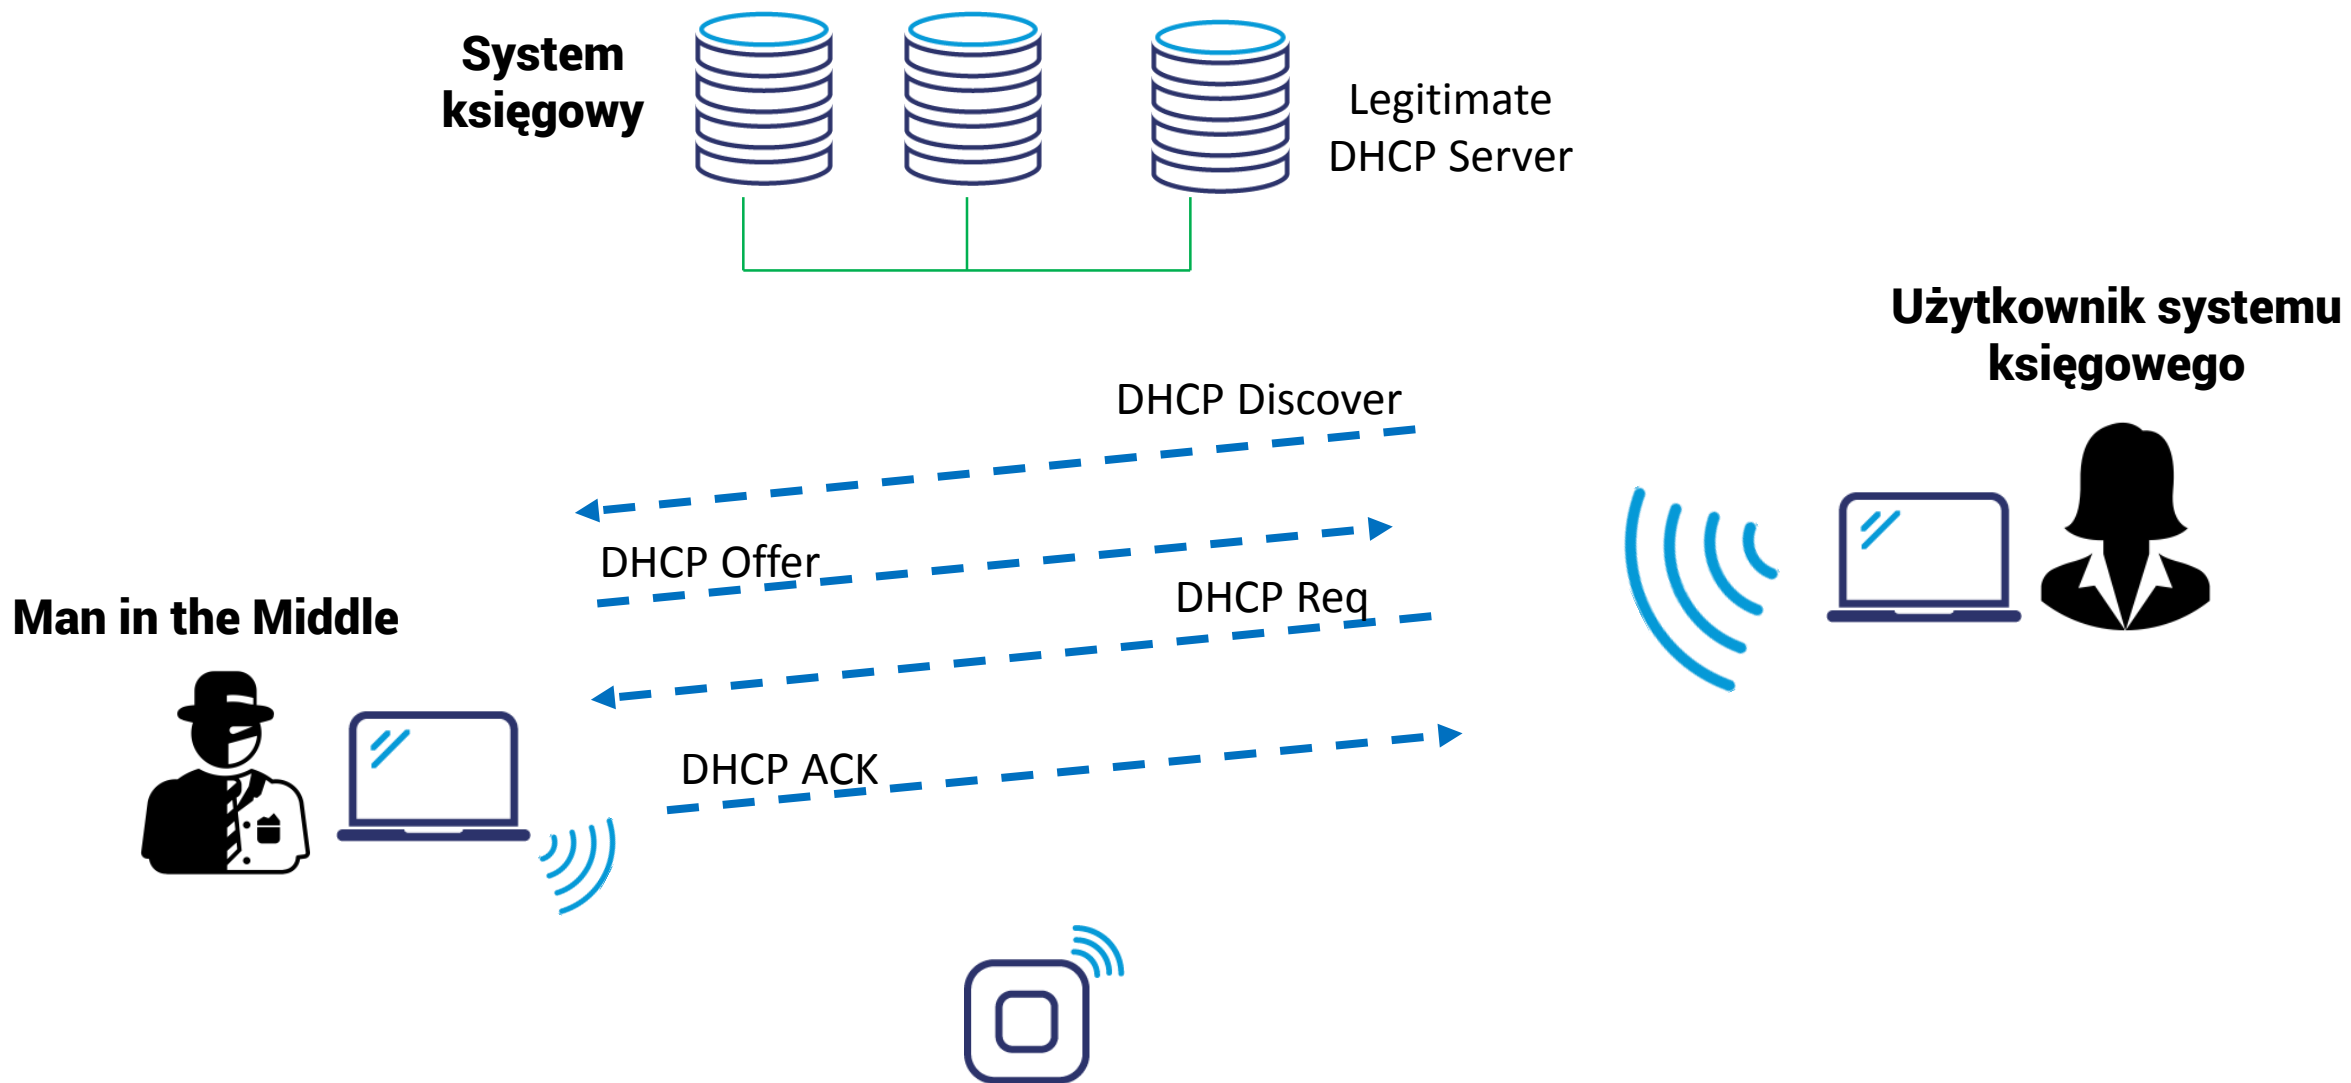 System
księgowy
Legitimate
DHCP Server
Użytkownik systemu
księgowego
DHCP Discover
DHCP Offer
DHCP Req
Man in the Middle
DHCP ACK